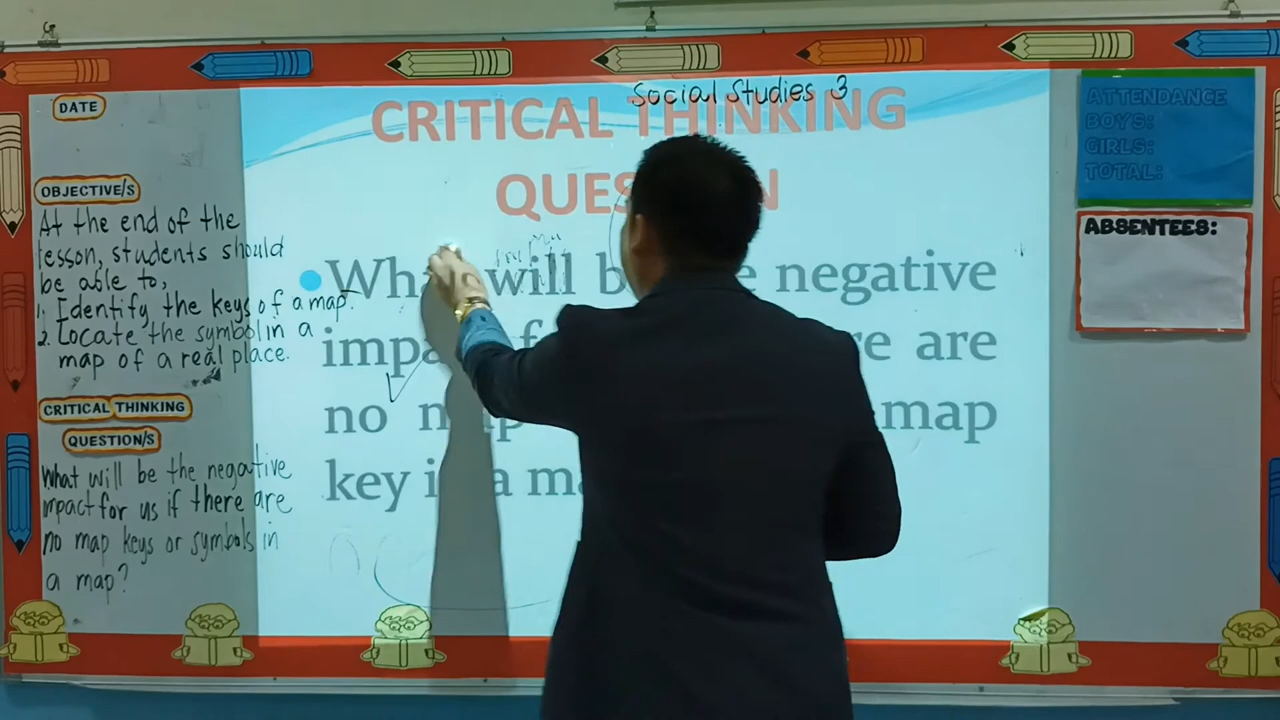 Social Studies 3
DATE
OBJECTIVE/S
At the end of the
lesson, students should
be able to,
1. Identify the keys of a map.
2. Locate the symbol in a
map of a real place.
CRITICAL THINKING
QUESTION/S
What will be the negative
mpact for us if there are
no map keys or symbols in
a map?
CRITICAL THINKING
QUES N
• Wh will b e negative
impa f re are
no m p map
key i a ma
ATTENDANCE
BOYS:
GIRLS:
TOTAL:
ABSENTEES: